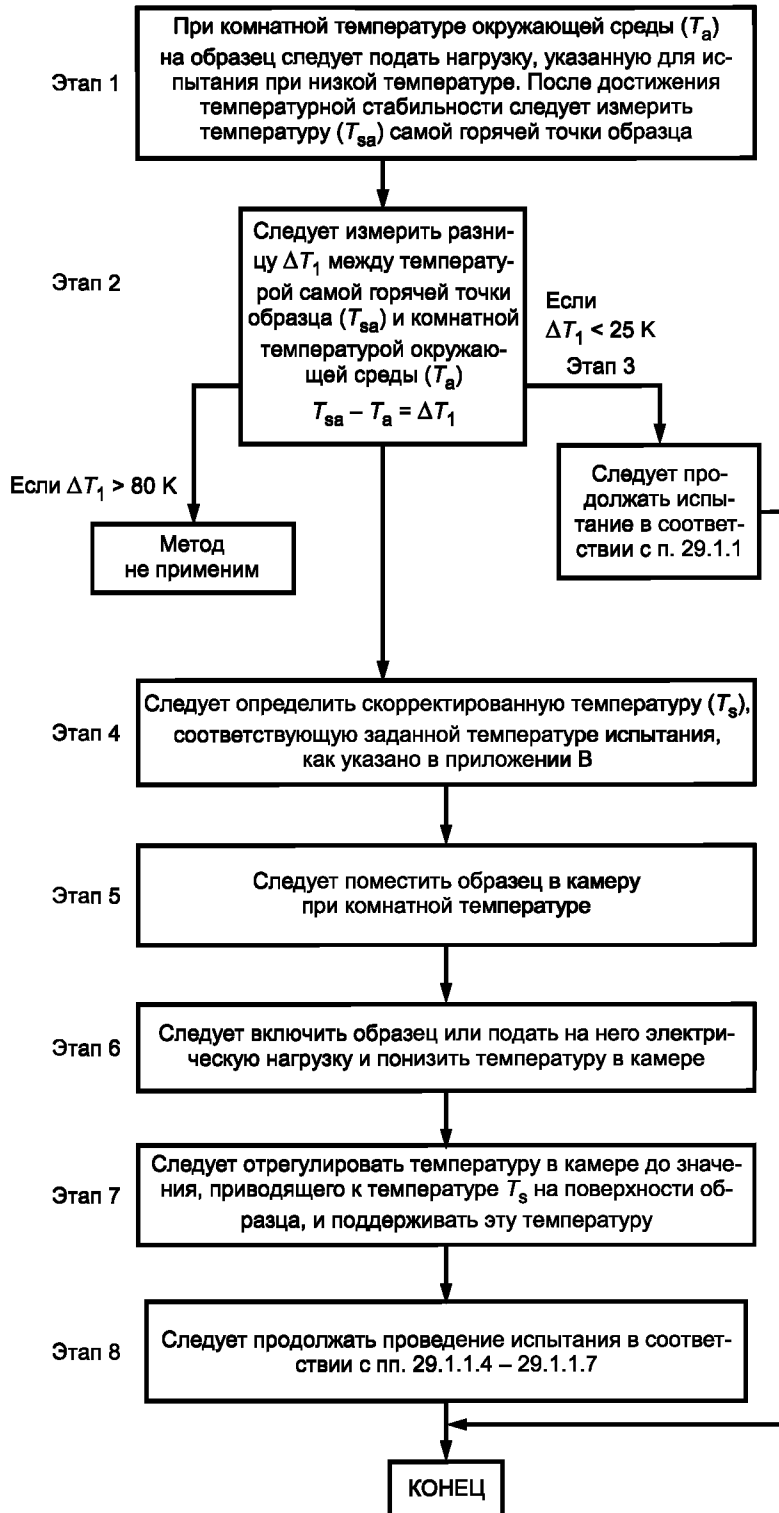 При комнатной температуре окружающей среды (Tа)
на образец следует подать нагрузку, указанную для ис-
пытания при низкой температуре. После достижения
температурной стабильности следует измерить
температуру (Tsa) самой горячей точки образца
Этап 1
Следует измерить разни-
цу ΔT1 между температу-
рой самой горячей точки
образца (Tsa) и комнатной
температурой окружаю-
щей среды (Ta)
Tsa – Ta = ΔT1
Этап 2
Если
ΔT1 < 25 K
Этап 3
Следует про-
должать испы-
тание в соответ-
ствии с п. 29.1.1
Если ΔT1 > 80 K
Метод
не применим
Этап 4
Следует определить скорректированную температуру (Ts),
соответствующую заданной температуре испытания,
как указано в приложении В
Этап 5
Следует поместить образец в камеру
при комнатной температуре
Этап 6
Следует включить образец или подать на него электри-
ческую нагрузку и понизить температуру в камере
Этап 7
Следует отрегулировать температуру в камере до значе-
ния, приводящего к температуре Ts на поверхности об-
разца, и поддерживать эту температуру
Этап 8
Следует продолжать проведение испытания в соответ-
ствии с пп. 29.1.1.4 – 29.1.1.7
КОНЕЦ